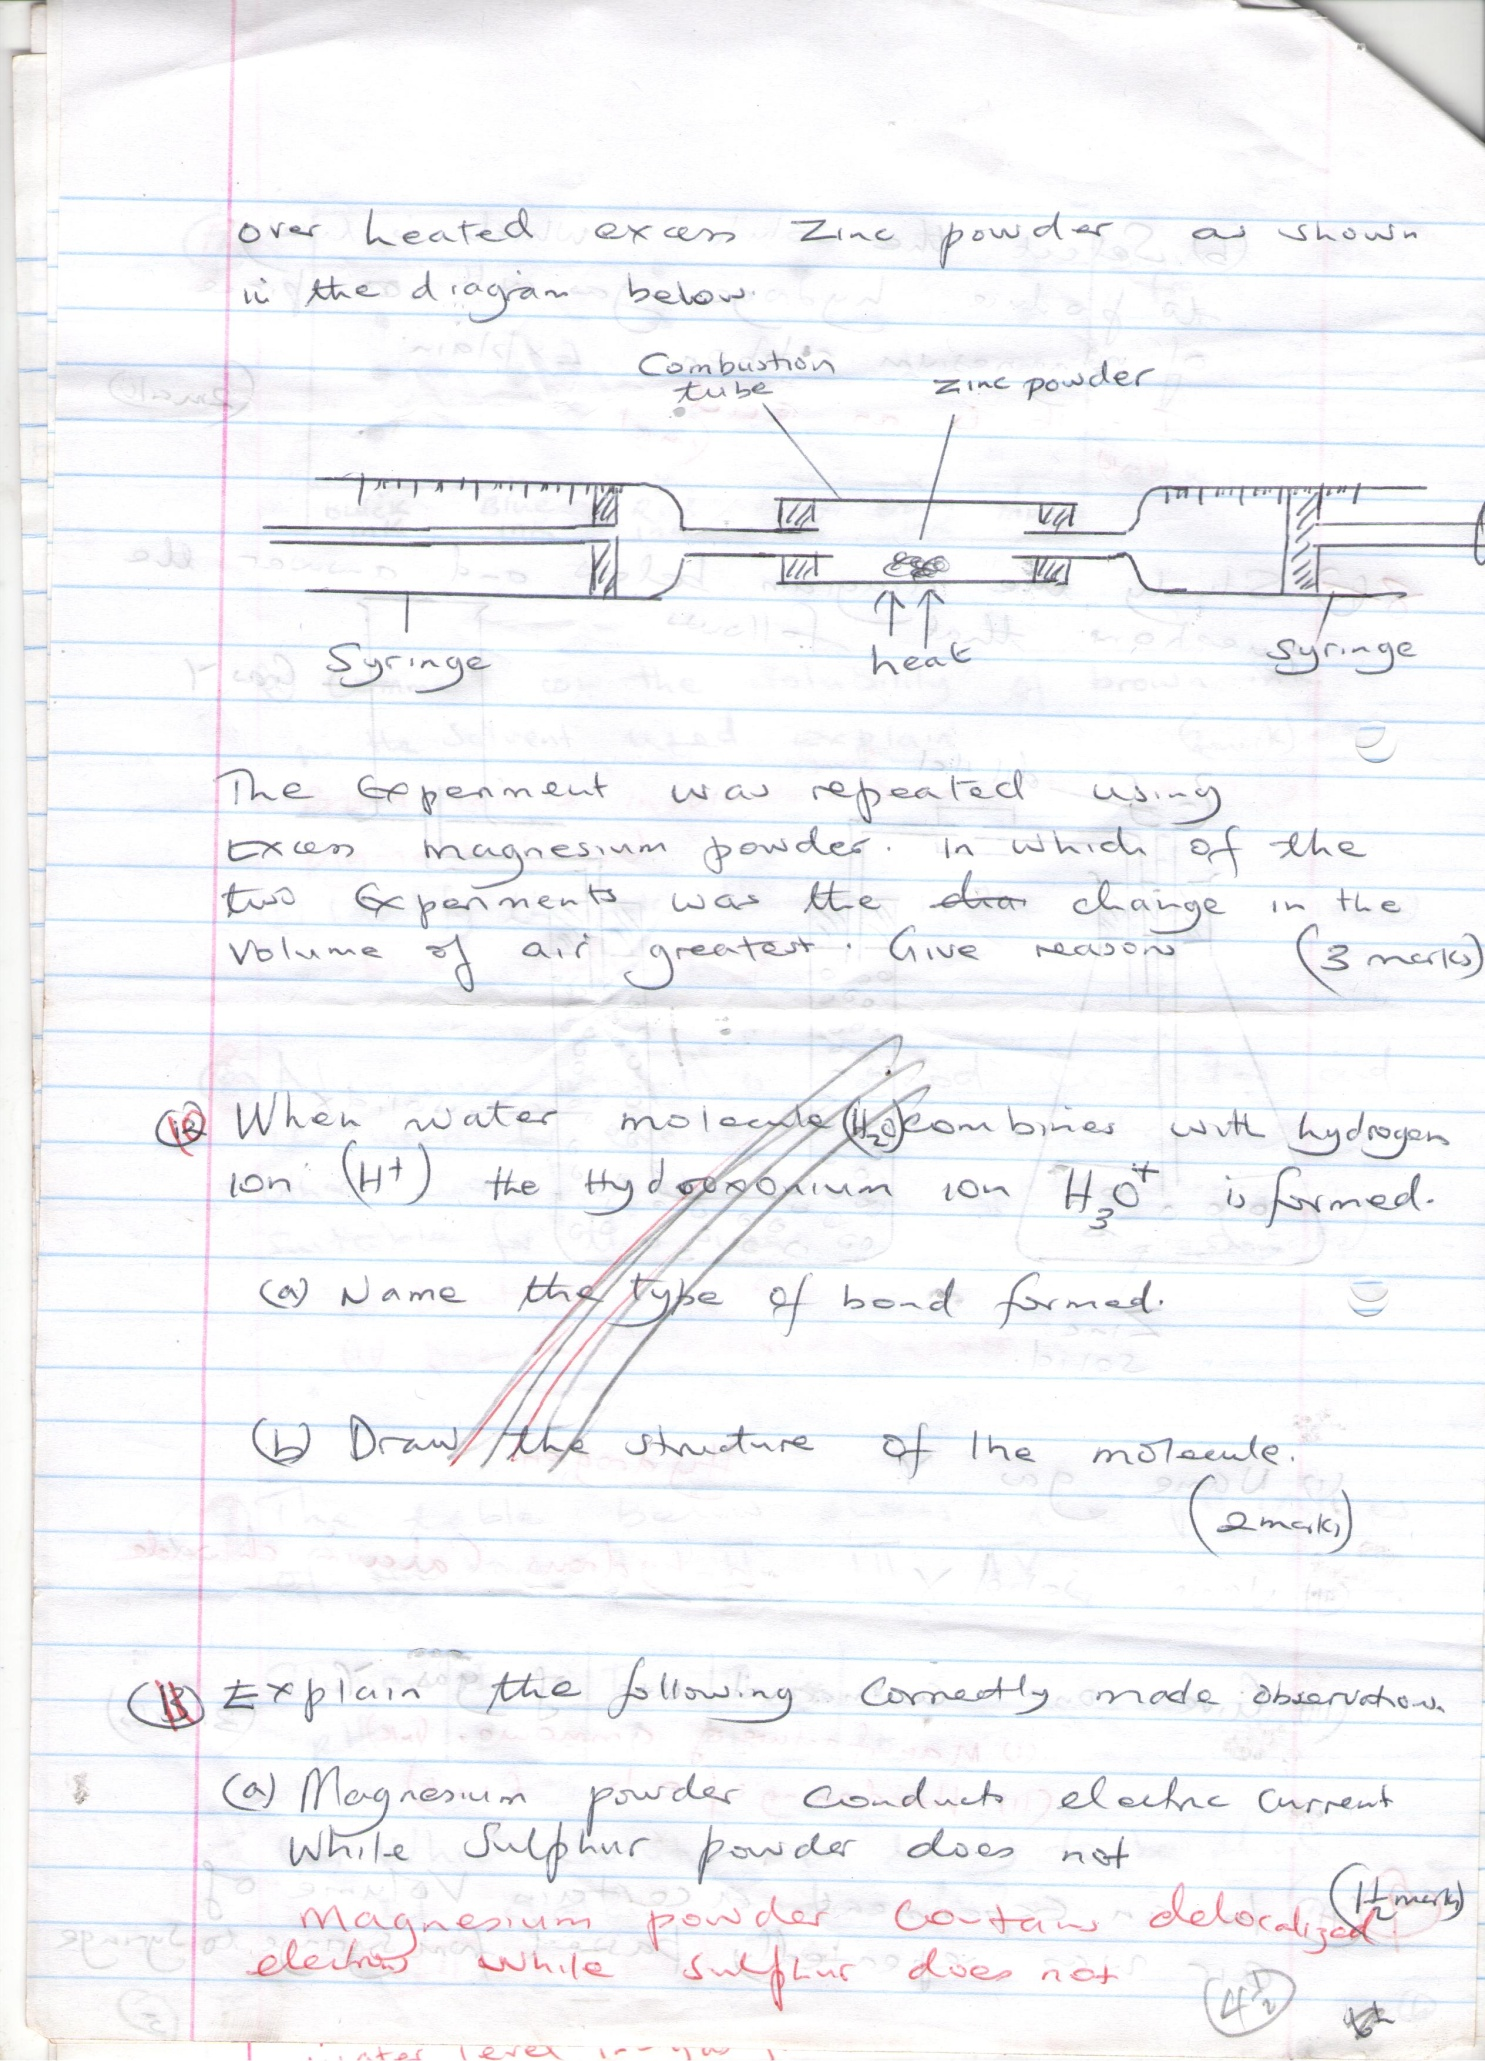 over heated excess zinc powder as shown
in the diagram below.
Combustion
tube
zinc powder
Syringe
heat
Syringe
The Experiment was repeated using
Excess magnesium powder. In which of the
two Experiments was the change in the
Volume of air greatest. Give reason (3 marks)
When water molecule (H₂O) combines with hydrogen
ion (H⁺) the Hydroxonium ion H₃O⁺ is formed.
(a) Name the type of bond formed.
(b) Draw the structure of the molecule.
(2 marks)
Explain the following correctly made observation.
(a) Magnesium powder conducts electric current
While Sulphur powder does not
(1½ marks)
Magnesium powder contains delocalized
electrons while sulphur does not
4½